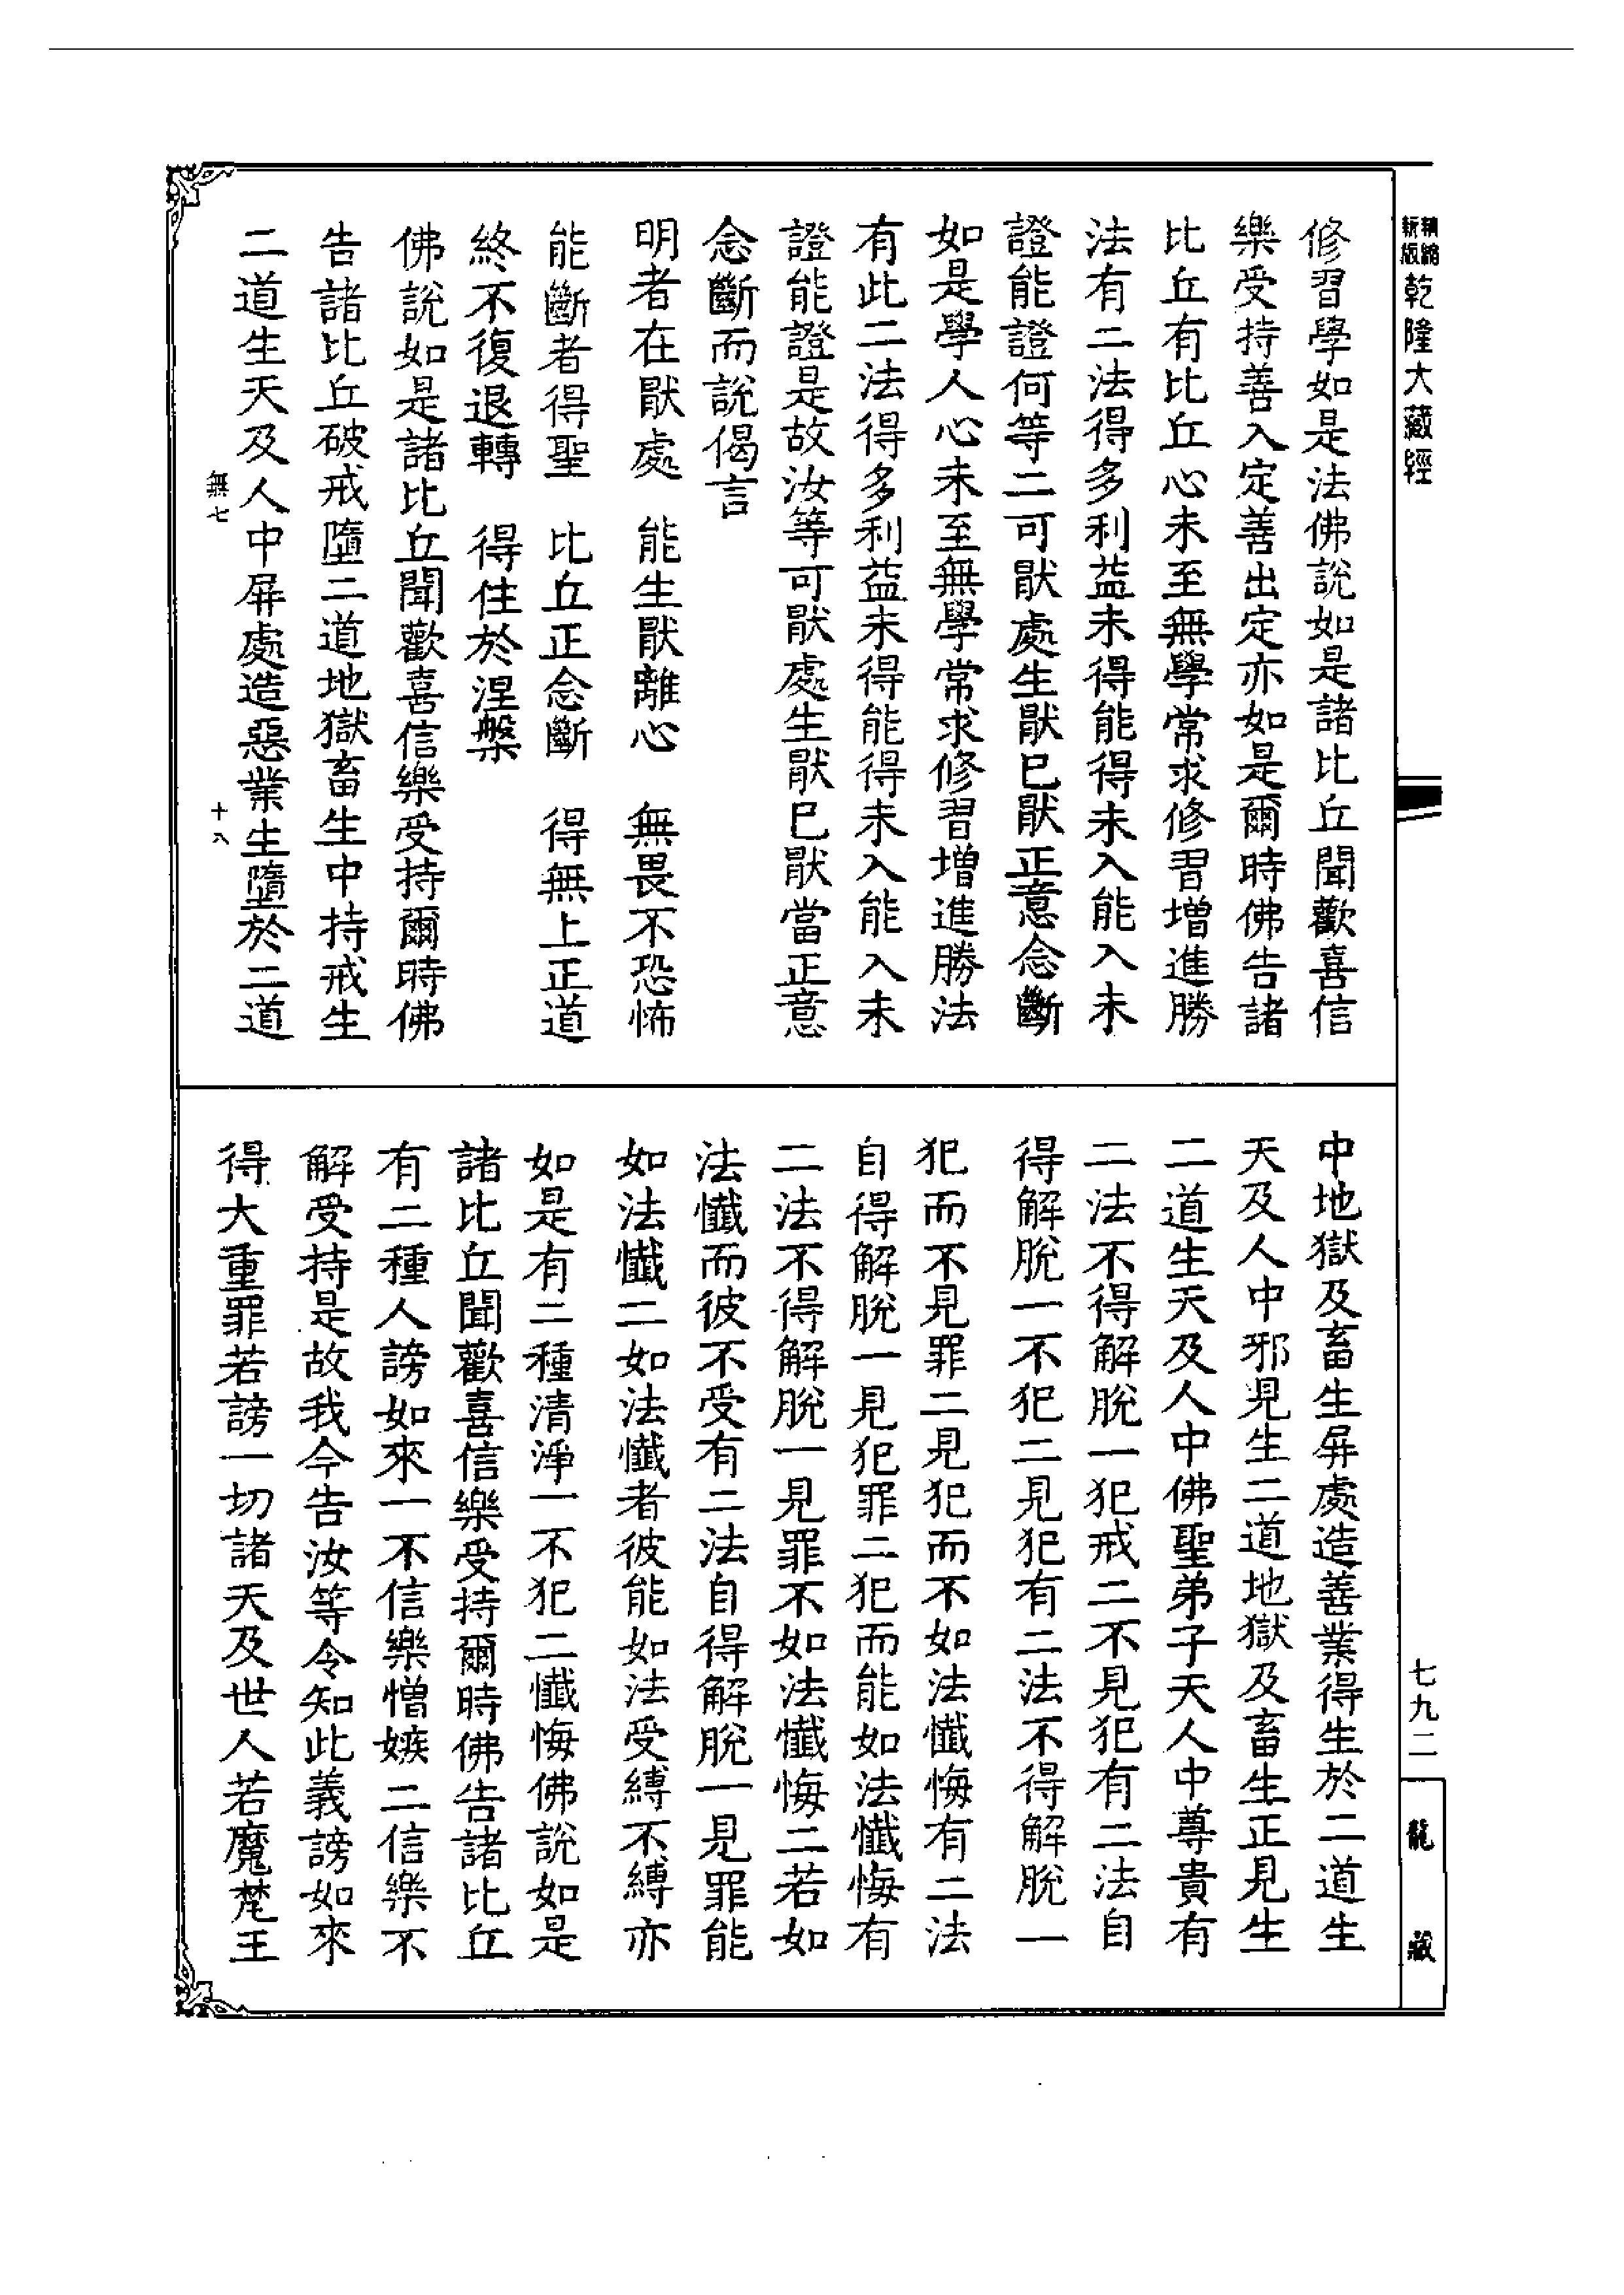 精縮
新版
乾隆大藏經
修習學如是法佛說如是諸比丘聞歡喜信
樂受持善入定善出定亦如是爾時佛告諸
比丘有比丘心未至無學常求修習增進勝
法有二法得多利益未得能得未入能入未
證能證何等二可猒處生猒已猒正意念斷
如是學人心未至無學常求修習增進勝法
有此二法得多利益未得能得未入能入未
證能證是故汝等可猒處生猒已猒當正意
念斷而說偈言
明者在猒處　能生猒離心　無畏不恐怖
能斷者得聖　比丘正念斷　得無上正道
終不復退轉　得住於涅槃
佛說如是諸比丘聞歡喜信樂受持爾時佛
告諸比丘破戒墮二道地獄畜生中持戒生
二道生天及人中屏處造惡業生墮於二道
無七
十八
中地獄及畜生屏處造善業得生於二道生
天及人中邪見生二道地獄及畜生正見生
二道生天及人中佛聖弟子天人中尊貴有
二法不得解脫一犯戒二不見犯有二法自
得解脫一不犯二見犯有二法不得解脫一
犯而不見罪二見犯而不如法懺悔有二法
自得解脫一見犯罪二犯而能如法懺悔有
二法不得解脫一見罪不如法懺悔二若如
法懺而彼不受有二法自得解脫一見罪能
如法懺二如法懺者彼能如法受縛不縛亦
如是有二種清淨一不犯二懺悔佛說如是
諸比丘聞歡喜信樂受持爾時佛告諸比丘
有二種人謗如來一不信樂憎嫉二信樂不
解受持是故我今告汝等令知此義謗如來
得大重罪若謗一切諸天及世人若魔梵王
七九二
龍藏